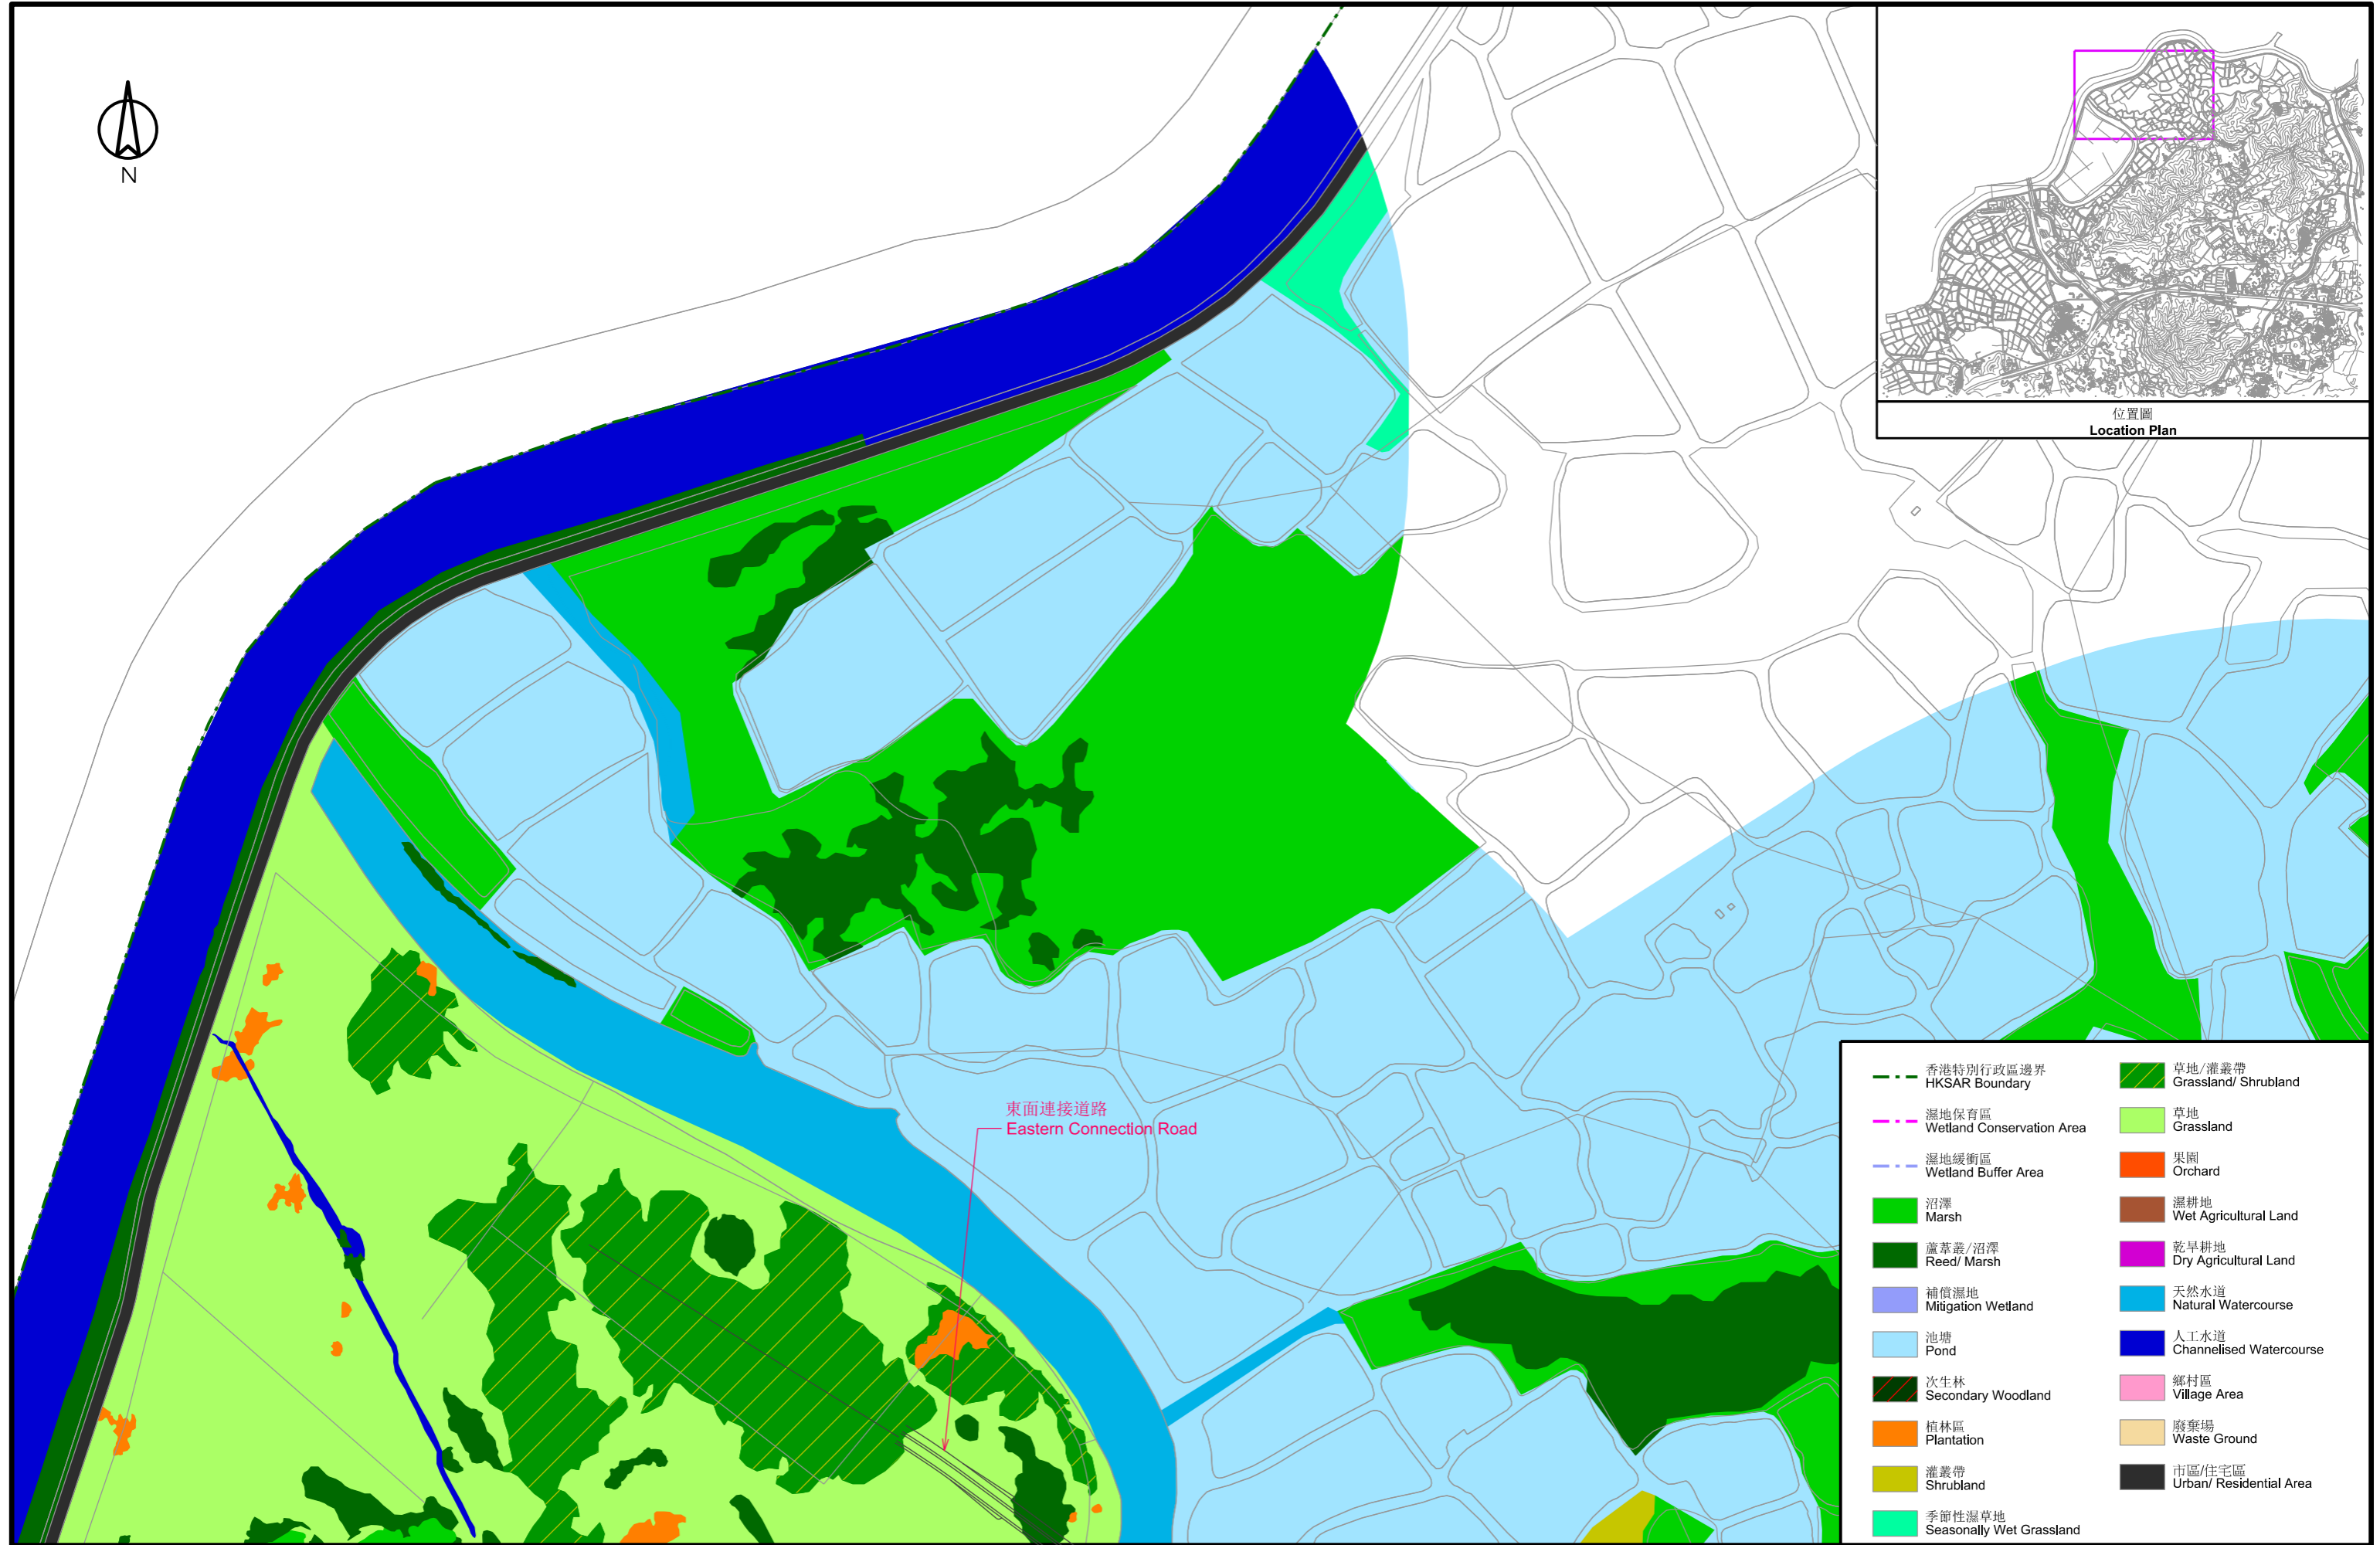 N
位置圖
Location Plan
東面連接道路
Eastern Connection Road
香港特別行政區邊界
HKSAR Boundary
濕地保育區
Wetland Conservation Area
濕地緩衝區
Wetland Buffer Area
沼澤
Marsh
蘆葦叢/沼澤
Reed/ Marsh
補償濕地
Mitigation Wetland
池塘
Pond
次生林
Secondary Woodland
植林區
Plantation
灌叢帶
Shrubland
季節性濕草地
Seasonally Wet Grassland
草地/灌叢帶
Grassland/ Shrubland
草地
Grassland
果園
Orchard
濕耕地
Wet Agricultural Land
乾旱耕地
Dry Agricultural Land
天然水道
Natural Watercourse
人工水道
Channelised Watercourse
鄉村區
Village Area
廢棄場
Waste Ground
市區/住宅區
Urban/ Residential Area